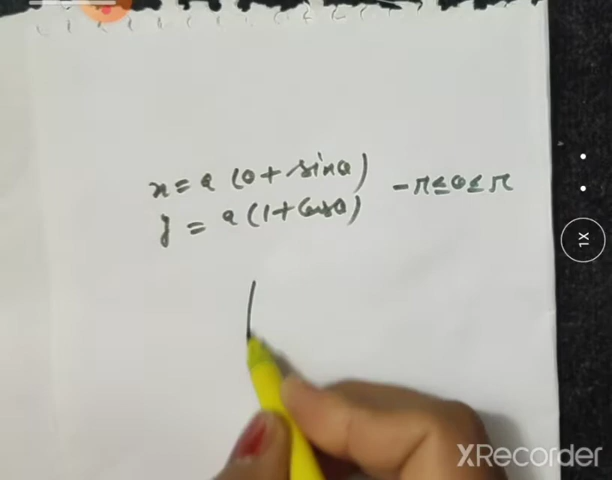 x = a (θ + sinθ)
y = a (1 + cosθ)
-π ≤ θ ≤ π
1X
XRecorder